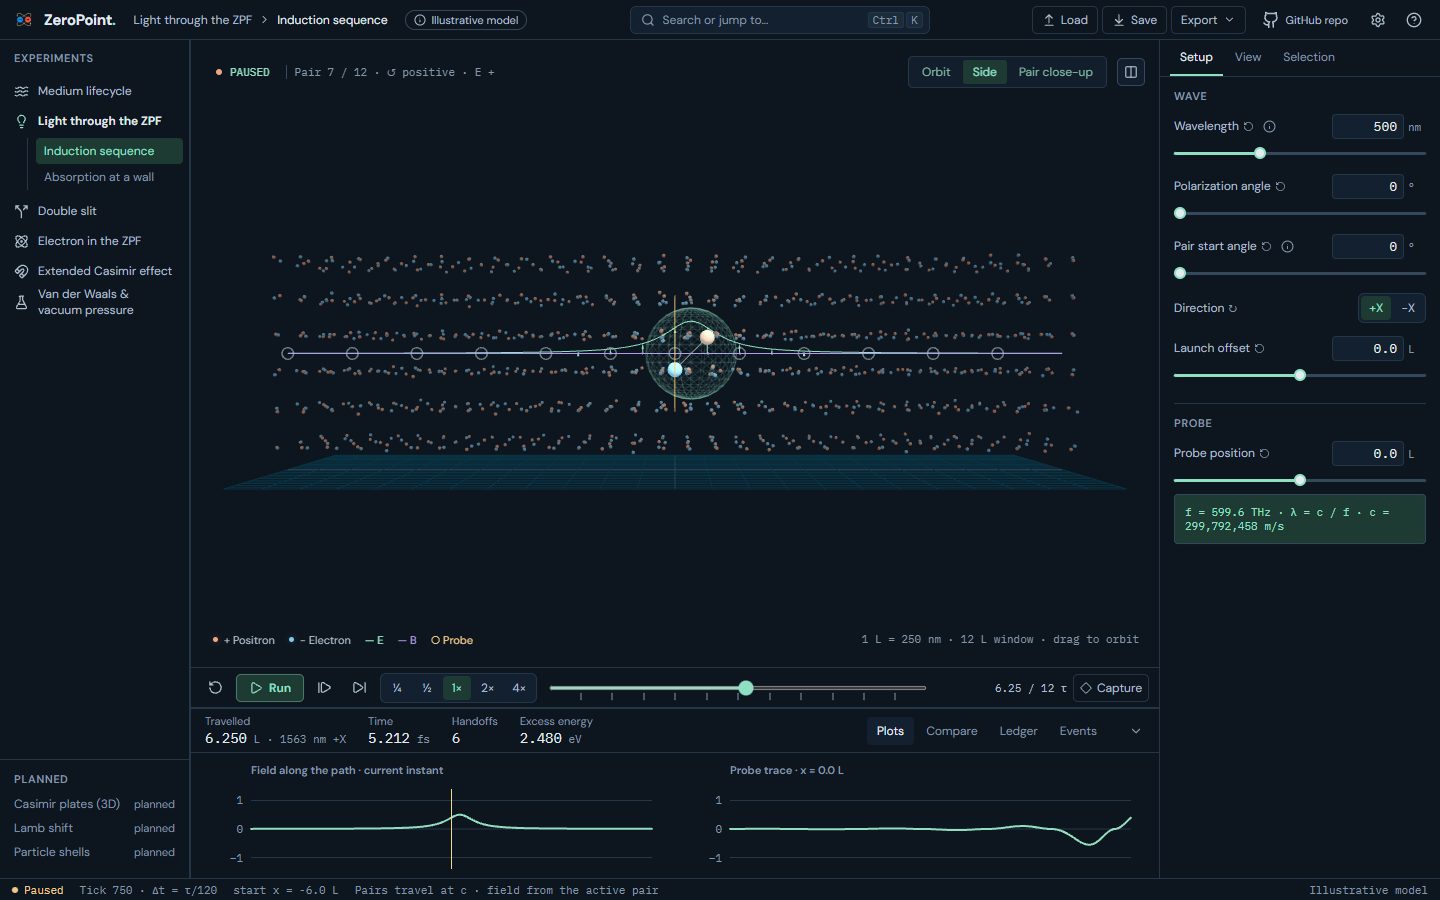 ZeroPoint.
Light through the ZPF > Induction sequence
Illustrative model
Search or jump to…
Ctrl K
Load
Save
Export
GitHub repo
EXPERIMENTS
Medium lifecycle
Light through the ZPF
Induction sequence
Absorption at a wall
Double slit
Electron in the ZPF
Extended Casimir effect
Van der Waals &
vacuum pressure
PLANNED
Casimir plates (3D) planned
Lamb shift planned
Particle shells planned
PAUSED
Pair 7 / 12 · ↺ positive · E +
Orbit
Side
Pair close-up
+ Positron
− Electron
— E
— B
Probe
1 L = 250 nm · 12 L window · drag to orbit
Run
¼
½
1×
2×
4×
6.25 / 12 τ
Capture
Travelled
6.250 L · 1563 nm +X
Time
5.212 fs
Handoffs
6
Excess energy
2.480 eV
Plots
Compare
Ledger
Events
Field along the path · current instant
1
0
−1
Probe trace · x = 0.0 L
1
0
−1
Setup
View
Selection
WAVE
Wavelength
500 nm
Polarization angle
0 °
Pair start angle
0 °
Direction
+X
−X
Launch offset
0.0 L
PROBE
Probe position
0.0 L
f = 599.6 THz · λ = c / f · c =
299,792,458 m/s
Paused
Tick 750 · Δt = τ/120
start x = -6.0 L
Pairs travel at c · field from the active pair
Illustrative model